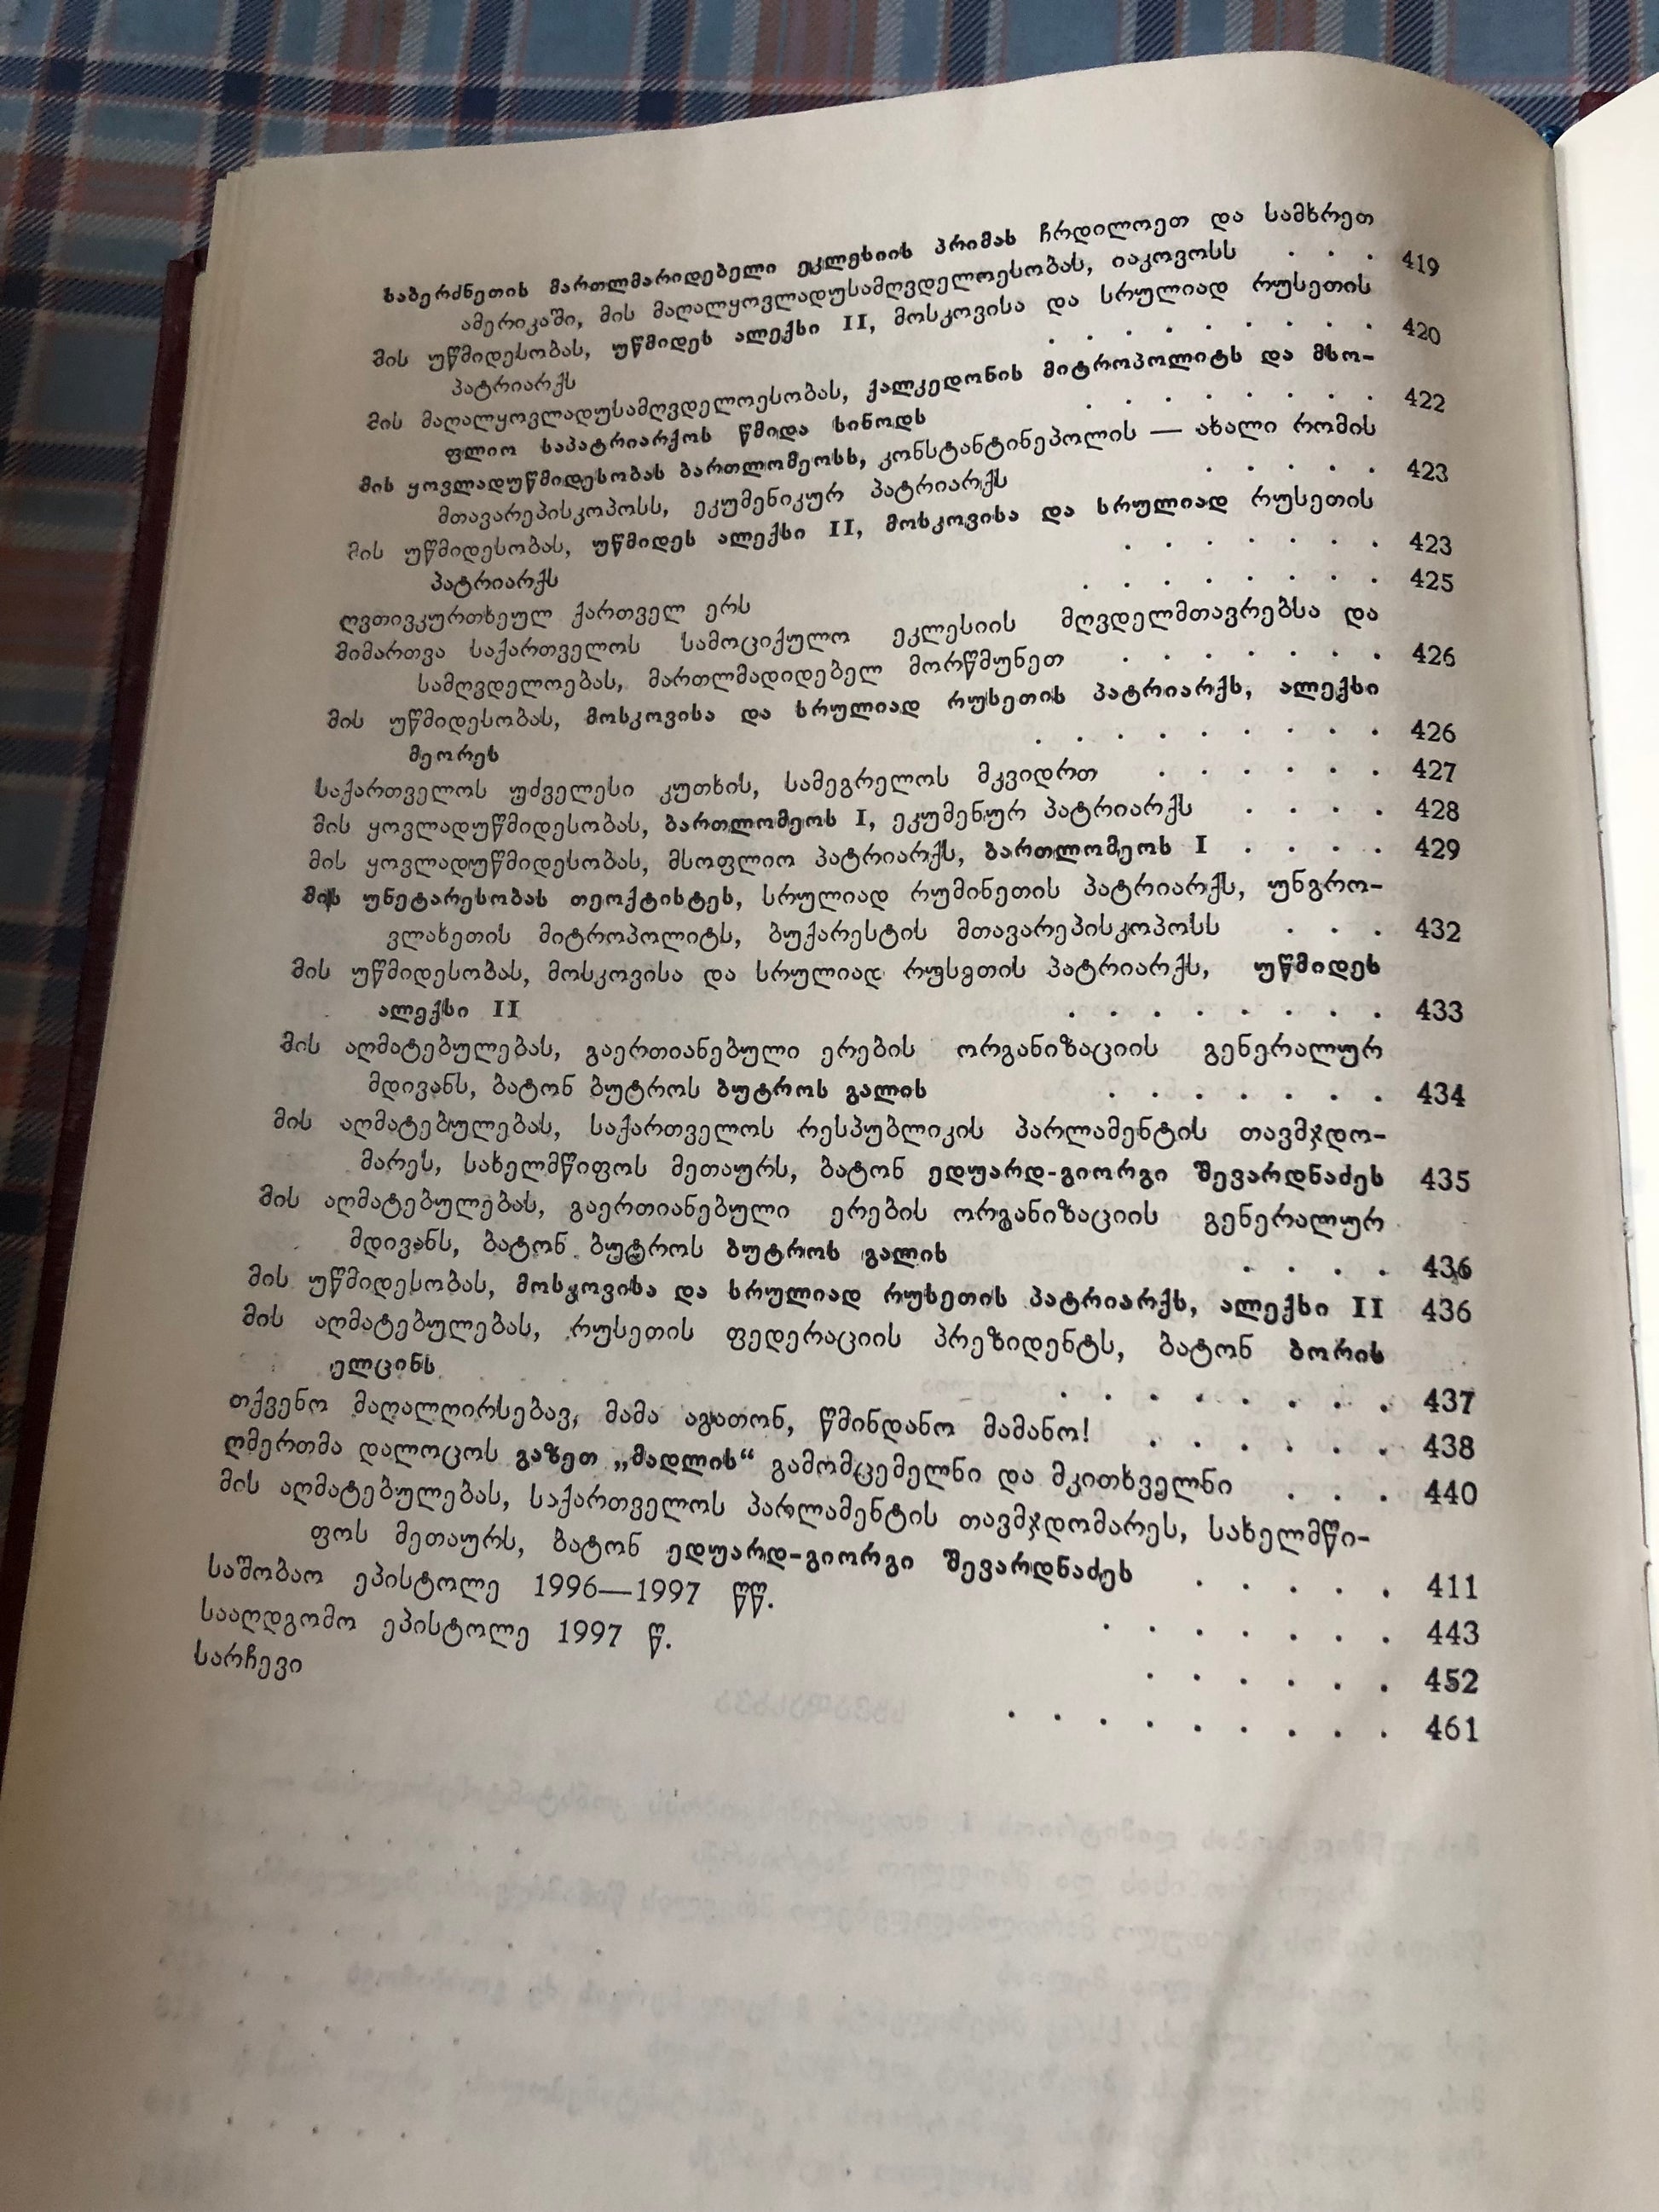 საბერძნეთის მართლმარიდებელი ეკლესიის პრიმას ჩრდილოეთ და სამხრეთ
ამერიკაში, მის მაღალყოვლადუსამღვდელოესობას, იაკოვოსს . . . 419
მის უწმიდესობას, უწმიდეს ალექსი II, მოსკოვისა და სრულიად რუსეთის
პატრიარქს . . . . . . . . . 420
მის მაღალყოვლადუსამღვდელოესობას, ქალკედონის მიტროპოლიტს და მსო-
ფლიო საპატრიარქოს წმიდა სინოდს . . . . . . . . 422
მის ყოვლადუწმიდესობას ბართლომეოსს, კონსტანტინეპოლის — ახალი რომის
მთავარეპისკოპოსს, ეკუმენიკურ პატრიარქს . . . . . 423
მის უწმიდესობას, უწმიდეს ალექსი II, მოსკოვისა და სრულიად რუსეთის
პატრიარქს . . . . . . . 423
ღვთივკურთხეულ ქართველ ერს . . . . . . . . 425
მიმართვა საქართველოს სამოციქულო ეკლესიის მღვდელმთავრებსა და
სამღვდელოებას, მართლმადიდებელ მორწმუნეთ . . . . . . . 426
მის უწმიდესობას, მოსკოვისა და სრულიად რუსეთის პატრიარქს, ალექსი
მეორეს . . . . . . . . . 426
საქართველოს უძველესი კუთხის, სამეგრელოს მკვიდრთ . . . . . . 427
მის ყოვლადუწმიდესობას, ბართლომეოს I, ეკუმენურ პატრიარქს . . . . 428
მის ყოვლადუწმიდესობას, მსოფლიო პატრიარქს, ბართლომეოს I . . . . 429
მის უნეტარესობას თეოქტისტეს, სრულიად რუმინეთის პატრიარქს, უნგრო-
ვლახეთის მიტროპოლიტს, ბუქარესტის მთავარეპისკოპოსს . . . 432
მის უწმიდესობას, მოსკოვისა და სრულიად რუსეთის პატრიარქს, უწმიდეს
ალექსი II . . . . . . . . 433
მის აღმატებულებას, გაერთიანებული ერების ორგანიზაციის გენერალურ
მდივანს, ბატონ ბუტროს ბუტროს გალის . . . . . . . 434
მის აღმატებულებას, საქართველოს რესპუბლიკის პარლამენტის თავმჯდო-
მარეს, სახელმწიფოს მეთაურს, ბატონ ედუარდ-გიორგი შევარდნაძეს 435
მის აღმატებულებას, გაერთიანებული ერების ორგანიზაციის გენერალურ
მდივანს, ბატონ ბუტროს ბუტროს გალის . . . . 436
მის უწმიდესობას, მოსკოვისა და სრულიად რუსეთის პატრიარქს, ალექსი II 436
მის აღმატებულებას, რუსეთის ფედერაციის პრეზიდენტს, ბატონ ბორის
ელცინს . . . . . . . . 437
თქვენო მაღალღირსებავ, მამა აგათონ, წმინდანო მამანო! . . . . . . 438
ღმერთმა დალოცოს გაზეთ „მადლის“ გამომცემელნი და მკითხველნი . . . 440
მის აღმატებულებას, საქართველოს პარლამენტის თავმჯდომარეს, სახელმწი-
ფოს მეთაურს, ბატონ ედუარდ-გიორგი შევარდნაძეს . . . . . 411
საშობაო ეპისტოლე 1996—1997 წწ. . . . . . . . 443
სააღდგომო ეპისტოლე 1997 წ. . . . . . . 452
სარჩევი . . . . . . . . . 461